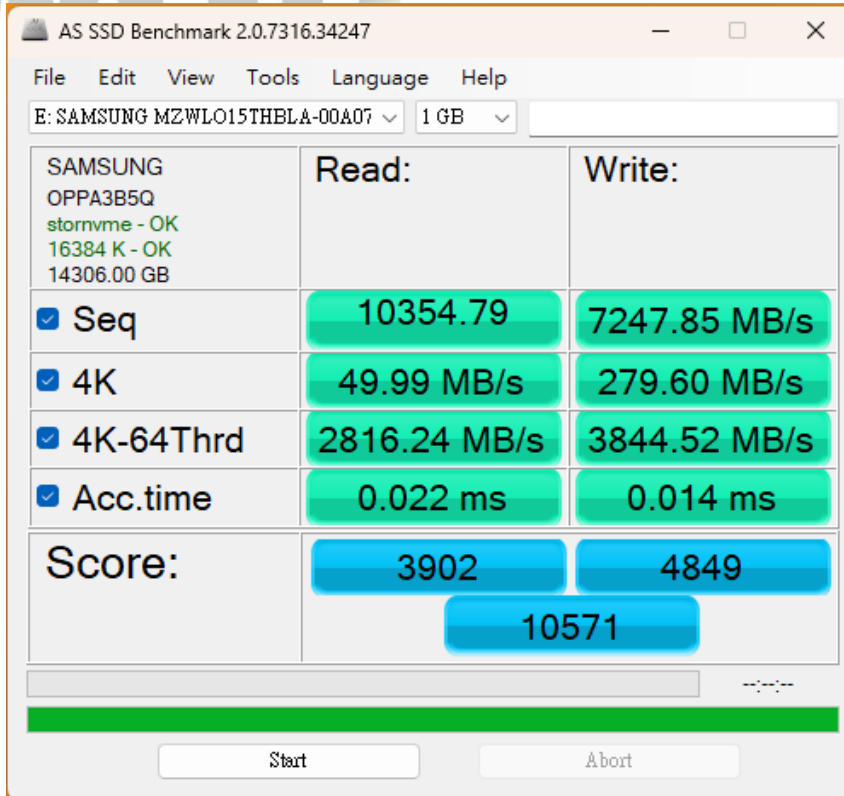 AS SSD Benchmark 2.0.7316.34247
File Edit View Tools Language Help
E: SAMSUNG MZWLO15THBLA-00A07 1 GB
SAMSUNG
OPPA3B5Q
stornvme - OK
16384 K - OK
14306.00 GB
Read: Write:
Seq 10354.79 7247.85 MB/s
4K 49.99 MB/s 279.60 MB/s
4K-64Thrd 2816.24 MB/s 3844.52 MB/s
Acc.time 0.022 ms 0.014 ms
Score: 3902 4849
10571
--:--:--
Start Abort